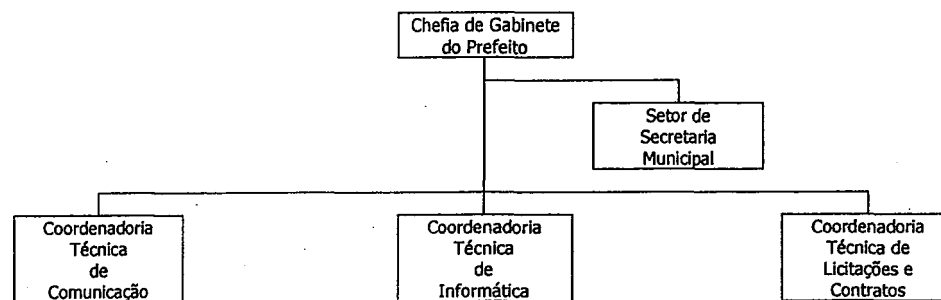 Chefia de Gabinete
do Prefeito
Setor de
Secretaria
Municipal
Coordenadoria
Técnica
de
Comunicação
Coordenadoria
Técnica
de
Informática
Coordenadoria
Técnica de
Licitações e
Contratos